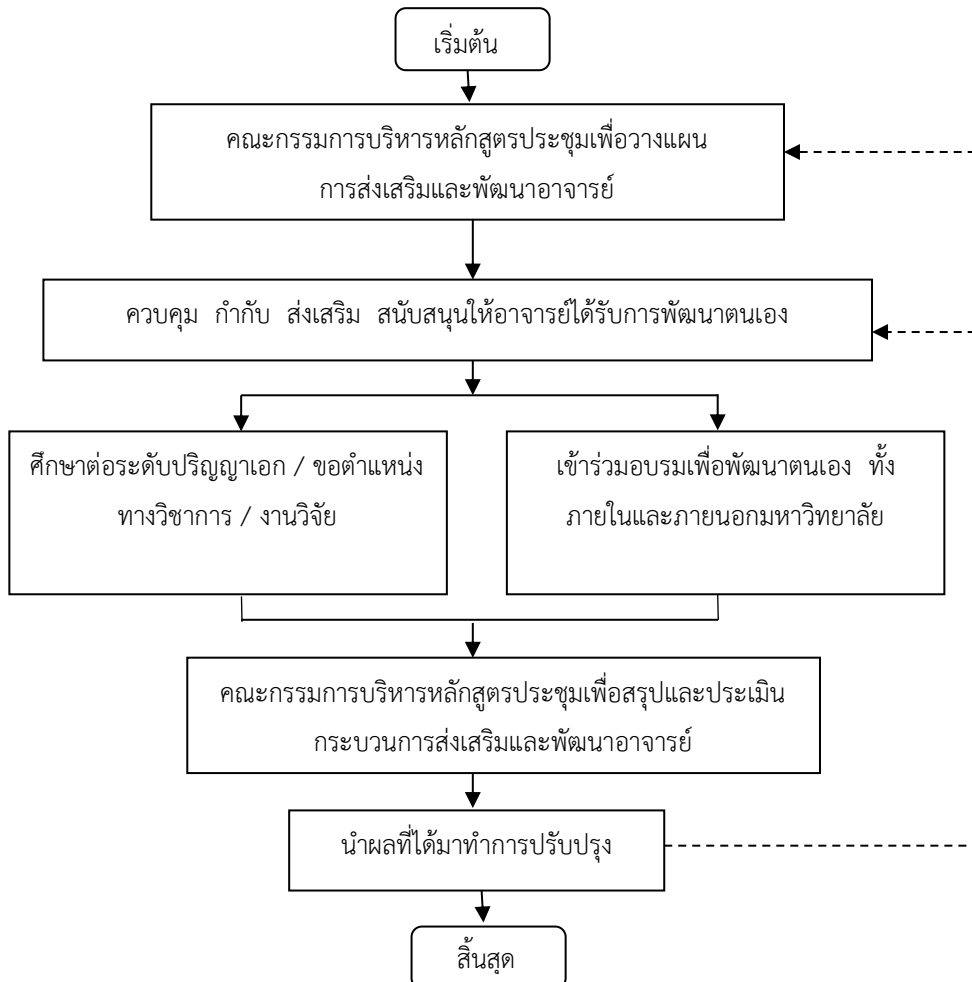 เริ่มต้น
คณะกรรมการบริหารหลักสูตรประชุมเพื่อวางแผน
การส่งเสริมและพัฒนาอาจารย์
ควบคุม กำกับ ส่งเสริม สนับสนุนให้อาจารย์ได้รับการพัฒนาตนเอง
ศึกษาต่อระดับปริญญาเอก / ขอตำแหน่ง
ทางวิชาการ / งานวิจัย
เข้าร่วมอบรมเพื่อพัฒนาตนเอง ทั้ง
ภายในและภายนอกมหาวิทยาลัย
คณะกรรมการบริหารหลักสูตรประชุมเพื่อสรุปและประเมิน
กระบวนการส่งเสริมและพัฒนาอาจารย์
นำผลที่ได้มาทำการปรับปรุง
สิ้นสุด